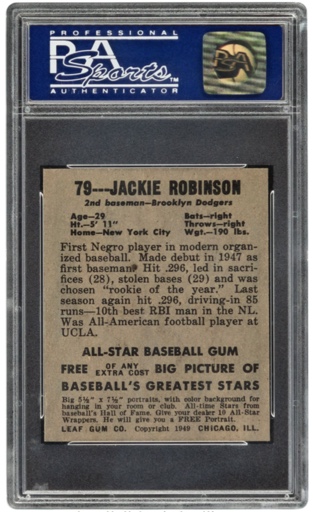 PROFESSIONAL
PSA
Sports™
AUTHENTICATOR
PSA
79---JACKIE ROBINSON
2nd baseman—Brooklyn Dodgers
Age—29 Bats—right
Ht.—5' 11" Throws—right
Home—New York City Wgt.—190 lbs.
First Negro player in modern organ-
ized baseball. Made debut in 1947 as
first baseman. Hit .296, led in sacri-
fices (28), stolen bases (29) and was
chosen "rookie of the year." Last
season again hit .296, driving-in 85
runs—10th best RBI man in the NL.
Was All-American football player at
UCLA.
ALL-STAR BASEBALL GUM
FREE OF ANY EXTRA COST BIG PICTURE OF
BASEBALL'S GREATEST STARS
Big 5½" x 7½" portraits, with color background for
hanging in your room or club. All-time Stars from
baseball's Hall of Fame. Give your dealer 19 All-Star
Wrappers. He will give you a FREE Portrait.
LEAF GUM CO. Copyright 1949 CHICAGO, ILL.